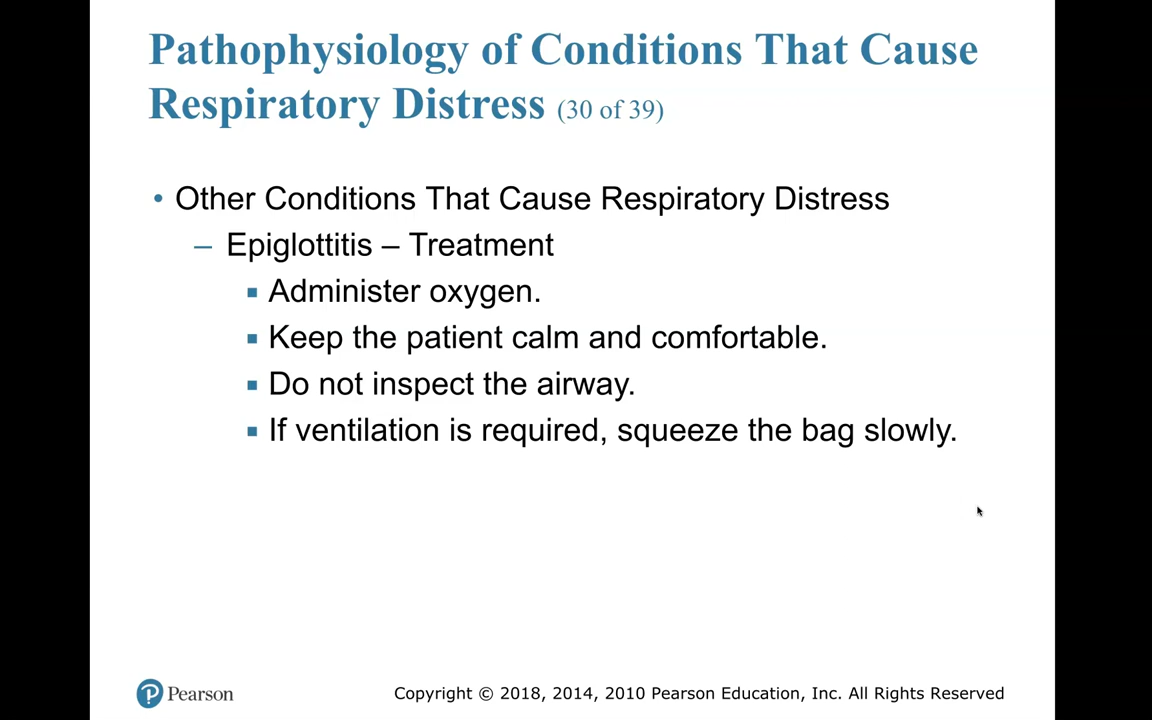 Pathophysiology of Conditions That Cause
Respiratory Distress (30 of 39)
• Other Conditions That Cause Respiratory Distress
– Epiglottitis – Treatment
▪ Administer oxygen.
▪ Keep the patient calm and comfortable.
▪ Do not inspect the airway.
▪ If ventilation is required, squeeze the bag slowly.
P Pearson
Copyright © 2018, 2014, 2010 Pearson Education, Inc. All Rights Reserved